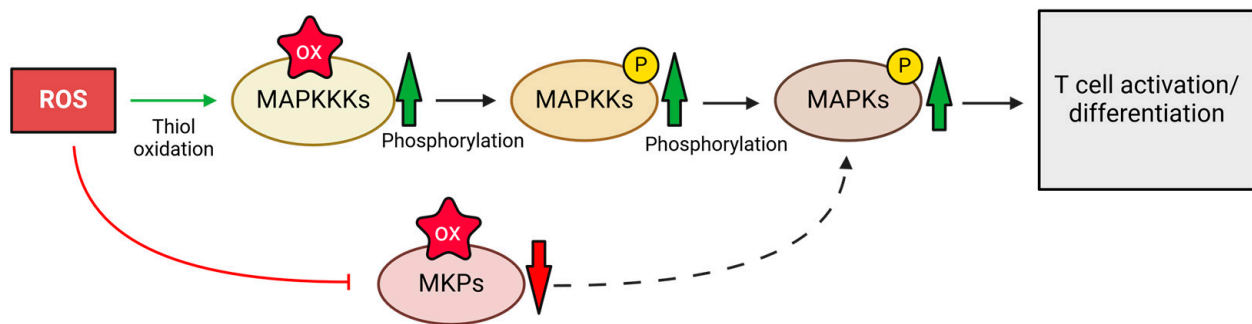 ROS
Thiol
oxidation
OX
MAPKKKs
Phosphorylation
P
MAPKKs
Phosphorylation
P
MAPKs
T cell activation/
differentiation
OX
MKPs